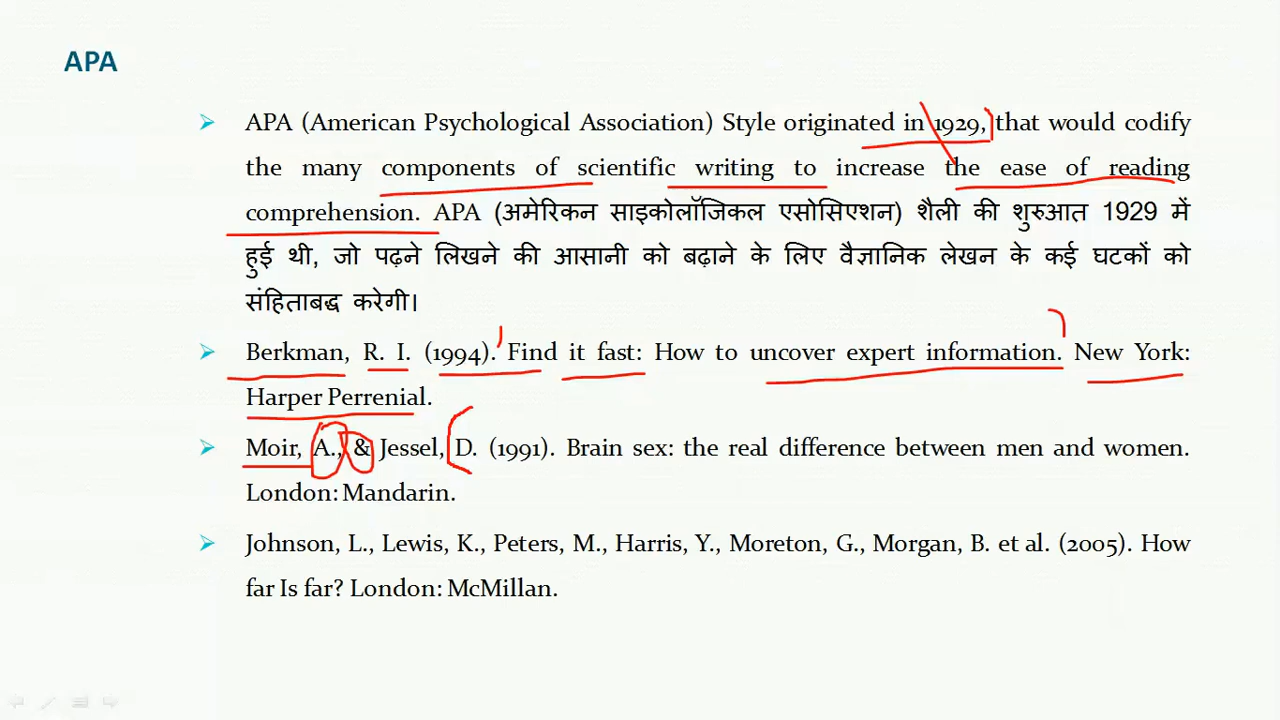 APA
APA (American Psychological Association) Style originated in 1929, that would codify
the many components of scientific writing to increase the ease of reading
comprehension. APA (अमेरिकन साइकोलॉजिकल एसोसिएशन) शैली की शुरुआत 1929 में
हुई थी, जो पढ़ने लिखने की आसानी को बढ़ाने के लिए वैज्ञानिक लेखन के कई घटकों को
संहिताबद्ध करेगी।
Berkman, R. I. (1994). Find it fast: How to uncover expert information. New York:
Harper Perrenial.
Moir, A., & Jessel, D. (1991). Brain sex: the real difference between men and women.
London: Mandarin.
Johnson, L., Lewis, K., Peters, M., Harris, Y., Moreton, G., Morgan, B. et al. (2005). How
far Is far? London: McMillan.